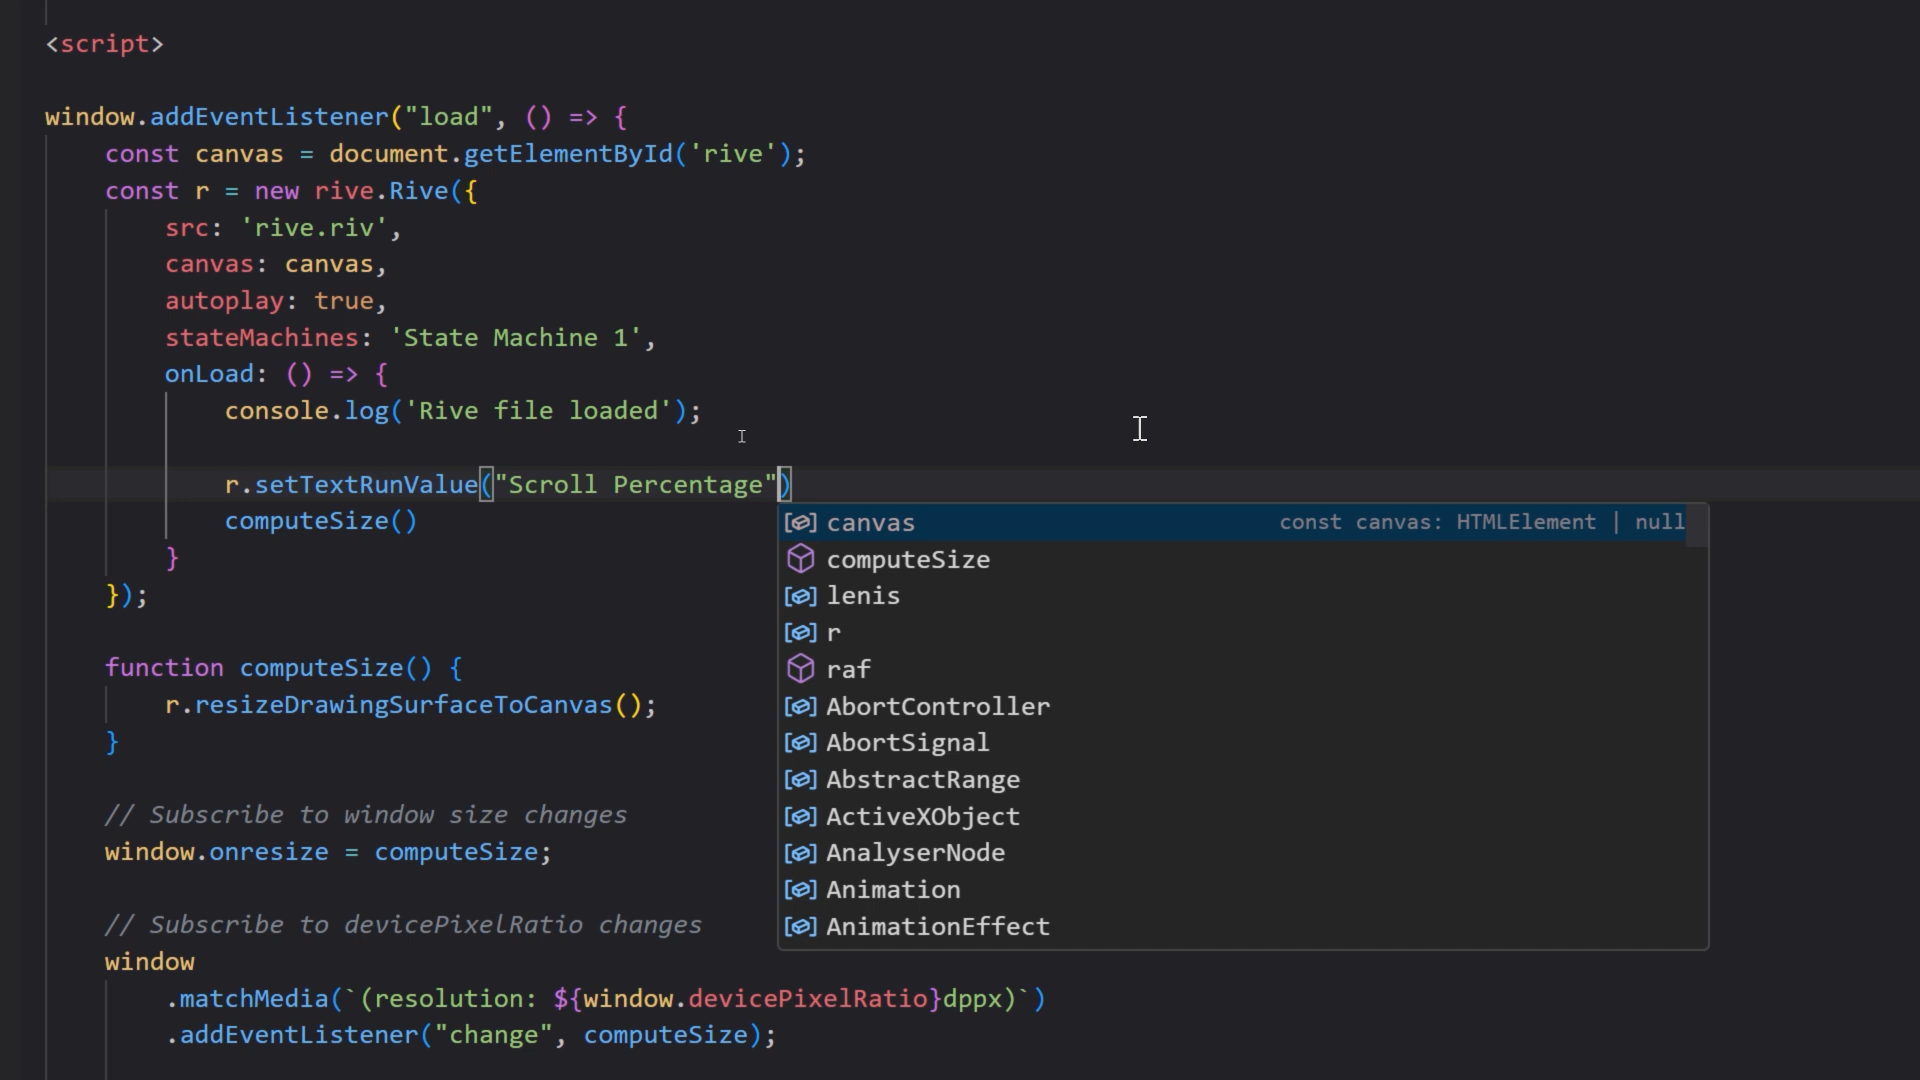 <script>
window.addEventListener("load", () => {
const canvas = document.getElementById('rive');
const r = new rive.Rive({
src: 'rive.riv',
canvas: canvas,
autoplay: true,
stateMachines: 'State Machine 1',
onLoad: () => {
console.log('Rive file loaded');
r.setTextRunValue("Scroll Percentage")
computeSize()
}
});
function computeSize() {
r.resizeDrawingSurfaceToCanvas();
}
// Subscribe to window size changes
window.onresize = computeSize;
// Subscribe to devicePixelRatio changes
window
.matchMedia(`(resolution: ${window.devicePixelRatio}dppx)`)
.addEventListener("change", computeSize);
canvas const canvas: HTMLElement | null
computeSize
lenis
r
raf
AbortController
AbortSignal
AbstractRange
ActiveXObject
AnalyserNode
Animation
AnimationEffect